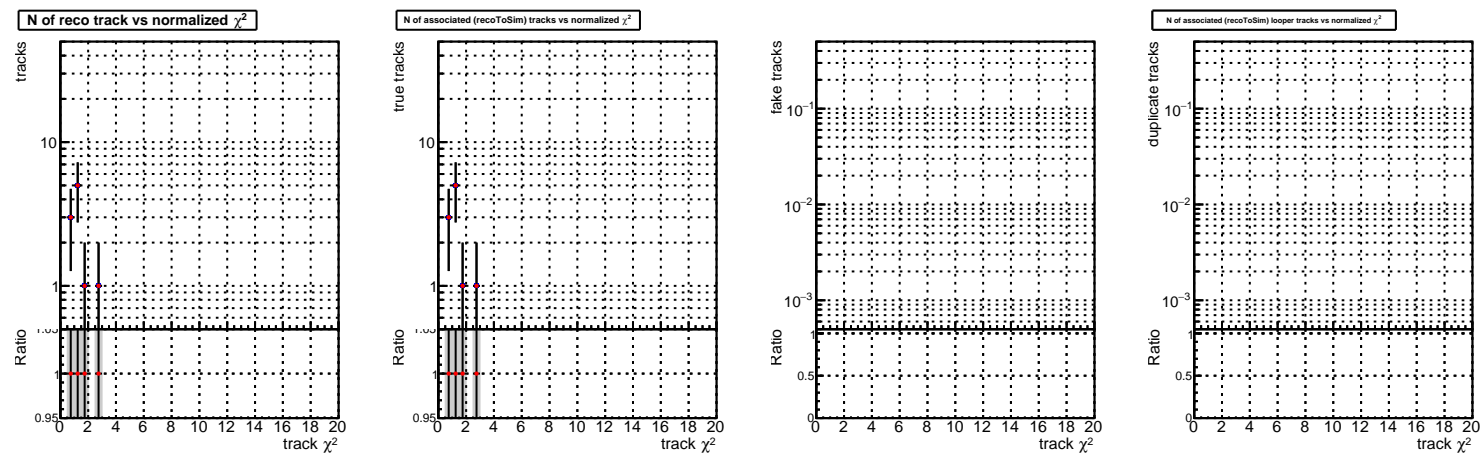 N of reco track vs normalized χ²
tracks
10
1
1.05
Ratio
1
0.95
0 2 4 6 8 10 12 14 16 18 20
track χ²
N of associated (recoToSim) tracks vs normalized χ²
true tracks
10
1
1.05
Ratio
1
0.95
0 2 4 6 8 10 12 14 16 18 20
track χ²
fake tracks
10⁻¹
10⁻²
10⁻³
Ratio
1
0.5
0
0 2 4 6 8 10 12 14 16 18 20
track χ²
N of associated (recoToSim) looper tracks vs normalized χ²
duplicate tracks
10⁻¹
10⁻²
10⁻³
Ratio
1
0.5
0
0 2 4 6 8 10 12 14 16 18 20
track χ²